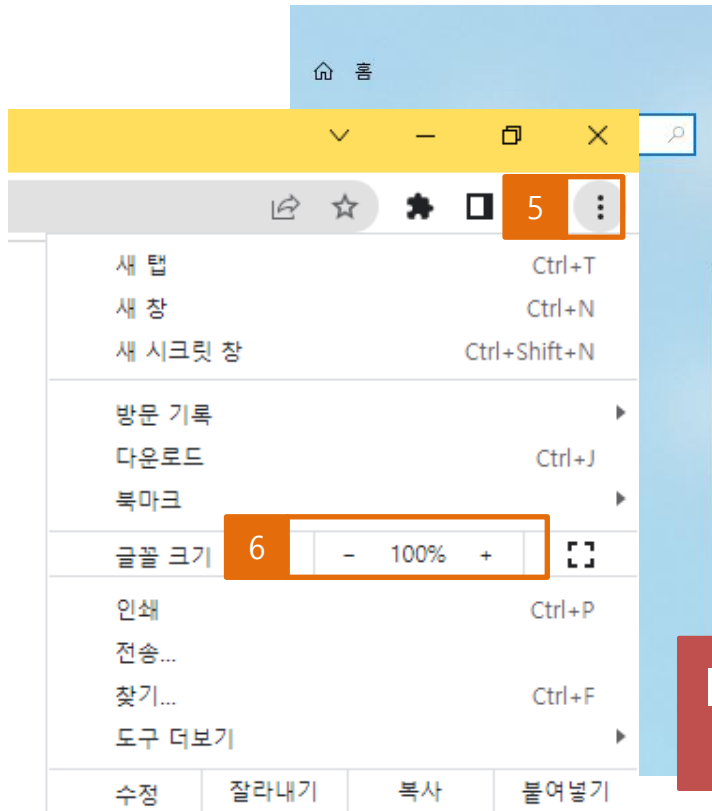 홈
5
새 탭 Ctrl+T
새 창 Ctrl+N
새 시크릿 창 Ctrl+Shift+N
방문 기록
다운로드 Ctrl+J
북마크
글꼴 크기 6 - 100% +
인쇄 Ctrl+P
전송...
찾기... Ctrl+F
도구 더보기
수정 잘라내기 복사 붙여넣기